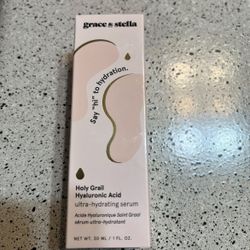 grace & stella
Say "hi" to hydration.
Holy Grail
Hyaluronic Acid
ultra-hydrating serum
Acide Hyaluronique Saint Graal
sérum ultra-hydratant
NET WT. 30 ML / 1 FL. OZ.